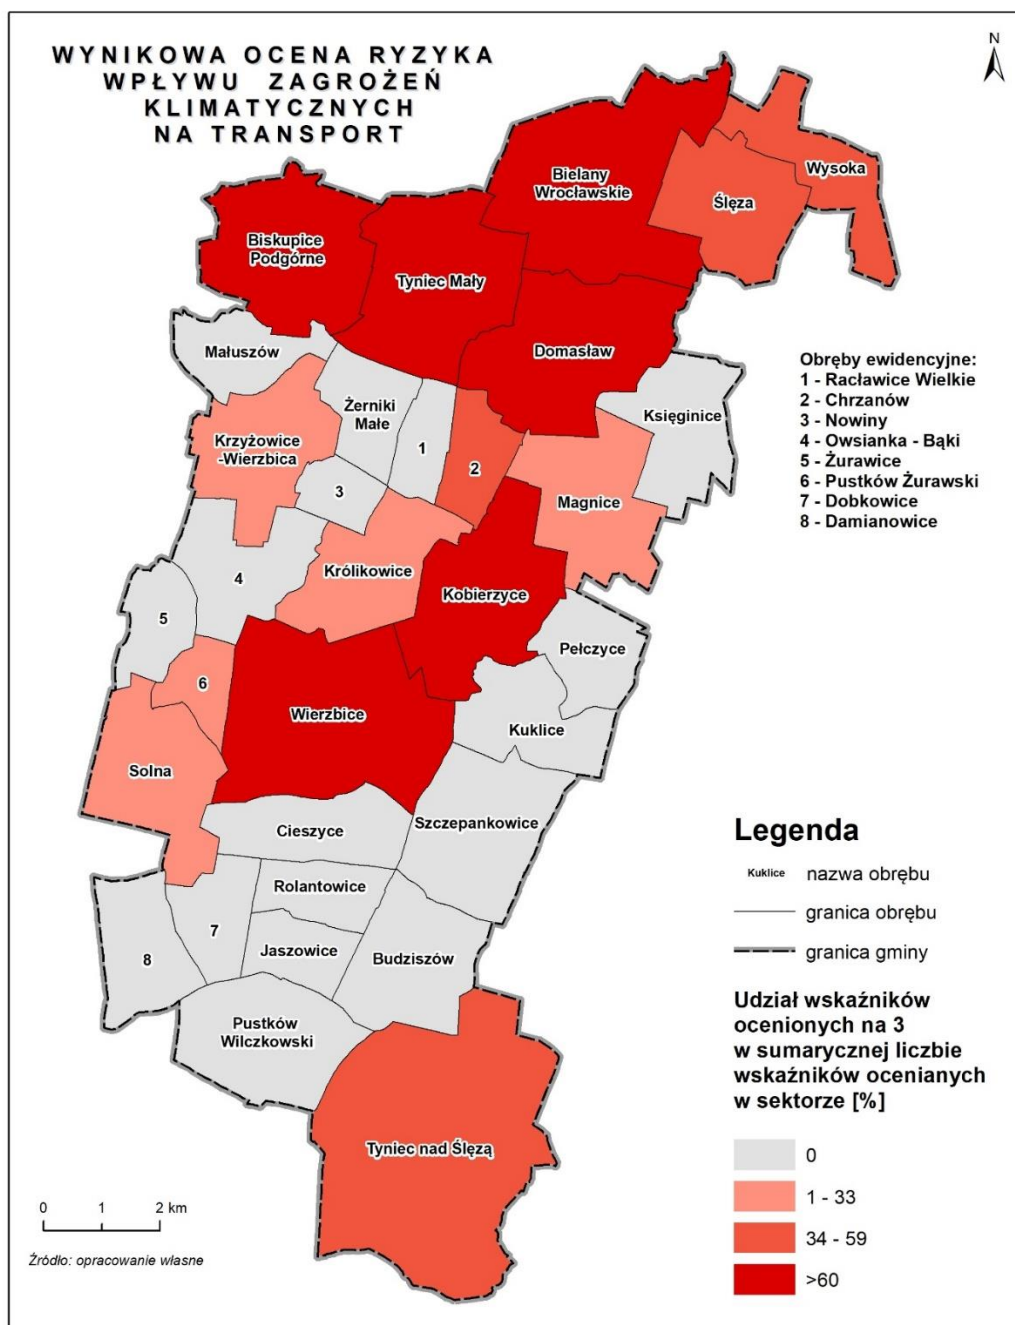 WYNIKOWA OCENA RYZYKA
WPŁYWU ZAGROŻEŃ
KLIMATYCZNYCH
NA TRANSPORT
N
Bielany
Wrocławskie
Wysoka
Ślęza
Biskupice
Podgórne
Tyniec Mały
Domasław
Małuszów
Żerniki
Małe
Księginice
Krzyżowice
-Wierzbica
1
2
3
Magnice
Królikowice
4
Kobierzyce
5
Pełczyce
6
Wierzbice
Kuklice
Solna
Cieszyce
Szczepankowice
Rolantowice
7
Jaszowice
Budziszów
8
Pustków
Wilczkowski
Tyniec nad Ślęzą
Obręby ewidencyjne:
1 - Racławice Wielkie
2 - Chrzanów
3 - Nowiny
4 - Owsianka - Bąki
5 - Żurawice
6 - Pustków Żurawski
7 - Dobkowice
8 - Damianowice
Legenda
Kuklice nazwa obrębu
granica obrębu
granica gminy
Udział wskaźników
ocenionych na 3
w sumarycznej liczbie
wskaźników ocenianych
w sektorze [%]
0
1 - 33
34 - 59
>60
0 1 2 km
Źródło: opracowanie własne